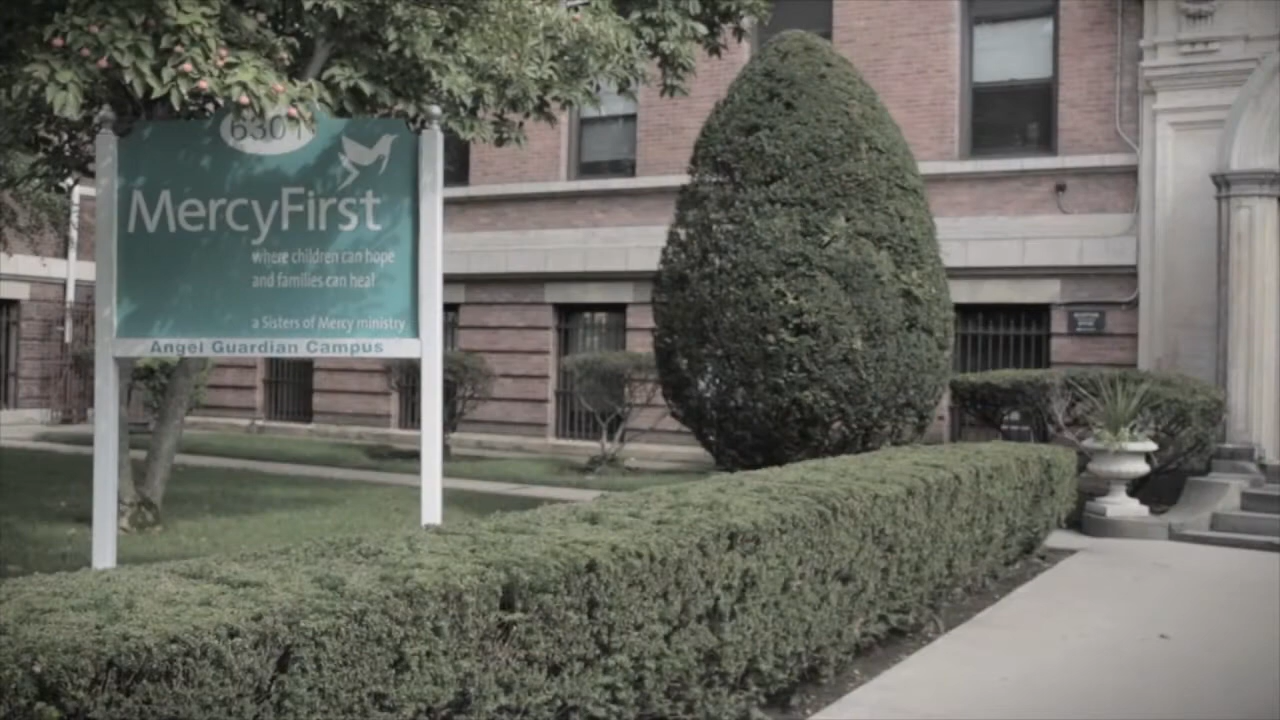 6301
MercyFirst
where children can hope
and families can heal
a Sisters of Mercy ministry
Angel Guardian Campus